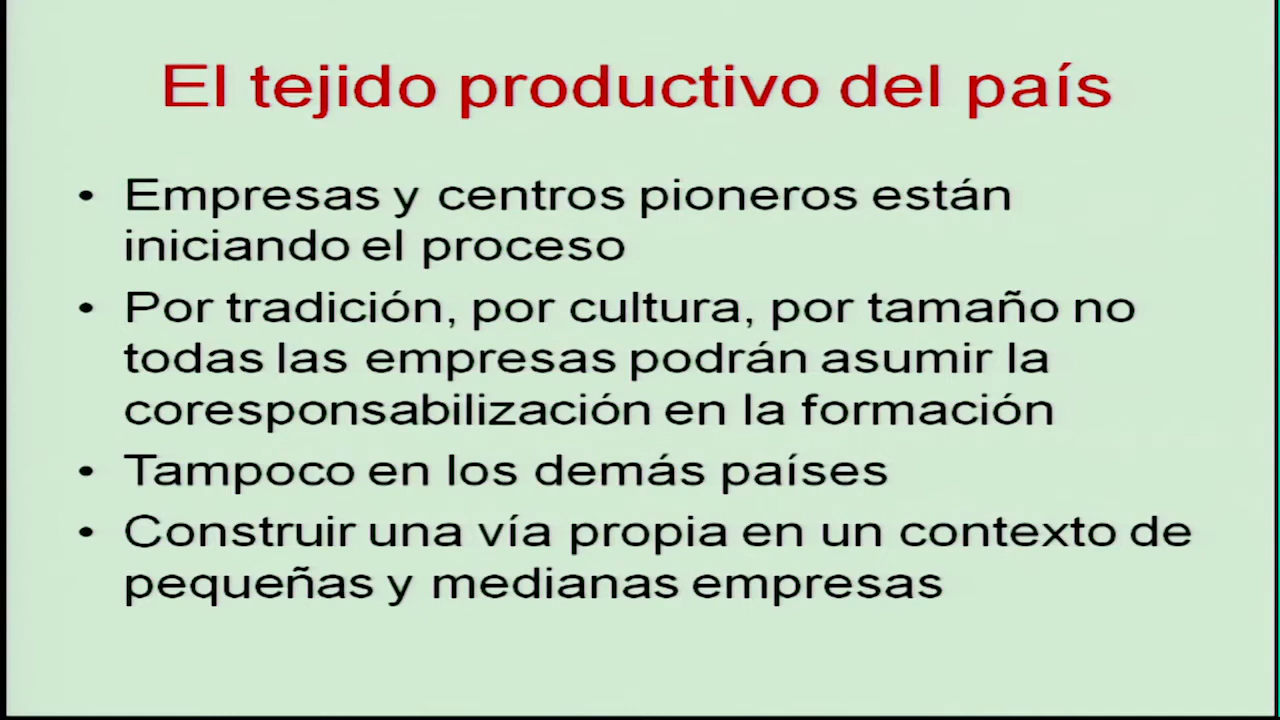 El tejido productivo del país
• Empresas y centros pioneros están
iniciando el proceso
• Por tradición, por cultura, por tamaño no
todas las empresas podrán asumir la
coresponsabilización en la formación
• Tampoco en los demás países
• Construir una vía propia en un contexto de
pequeñas y medianas empresas